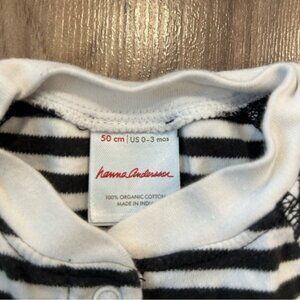 50 cm | US 0-3 mos
hanna andersson
100% ORGANIC COTTON
MADE IN INDIA